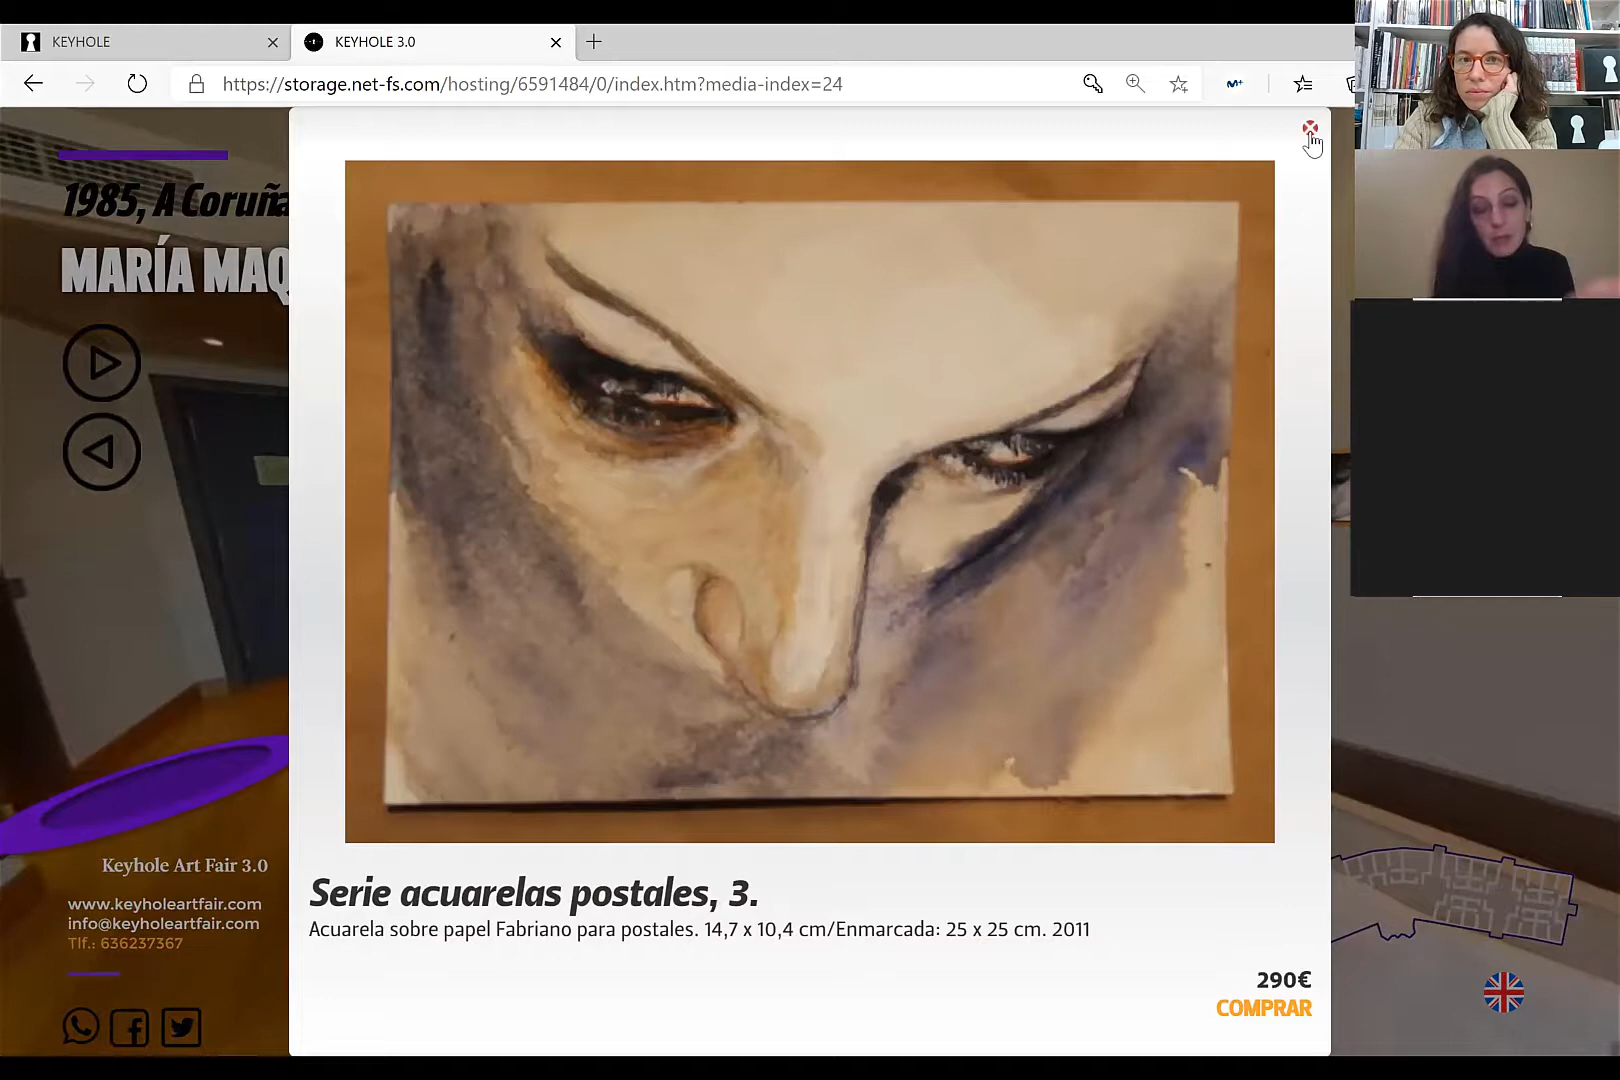 KEYHOLE
KEYHOLE 3.0
https://storage.net-fs.com/hosting/6591484/0/index.htm?media-index=24
1985, A Coruña
MARÍA MAQ
Keyhole Art Fair 3.0
www.keyholeartfair.com
info@keyholeartfair.com
Tlf.: 636237367
Serie acuarelas postales, 3.
Acuarela sobre papel Fabriano para postales. 14,7 x 10,4 cm/Enmarcada: 25 x 25 cm. 2011
290€
COMPRAR